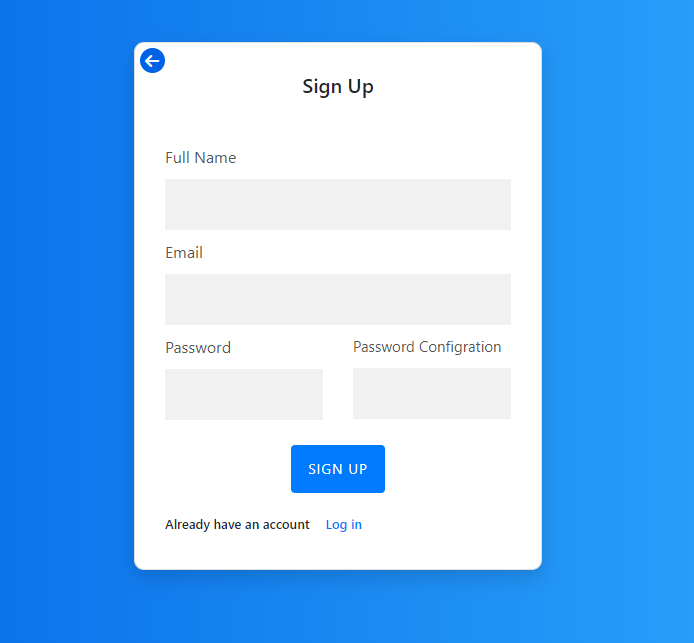 Sign Up
Full Name
Email
Password
Password Configration
SIGN UP
Already have an account Log in